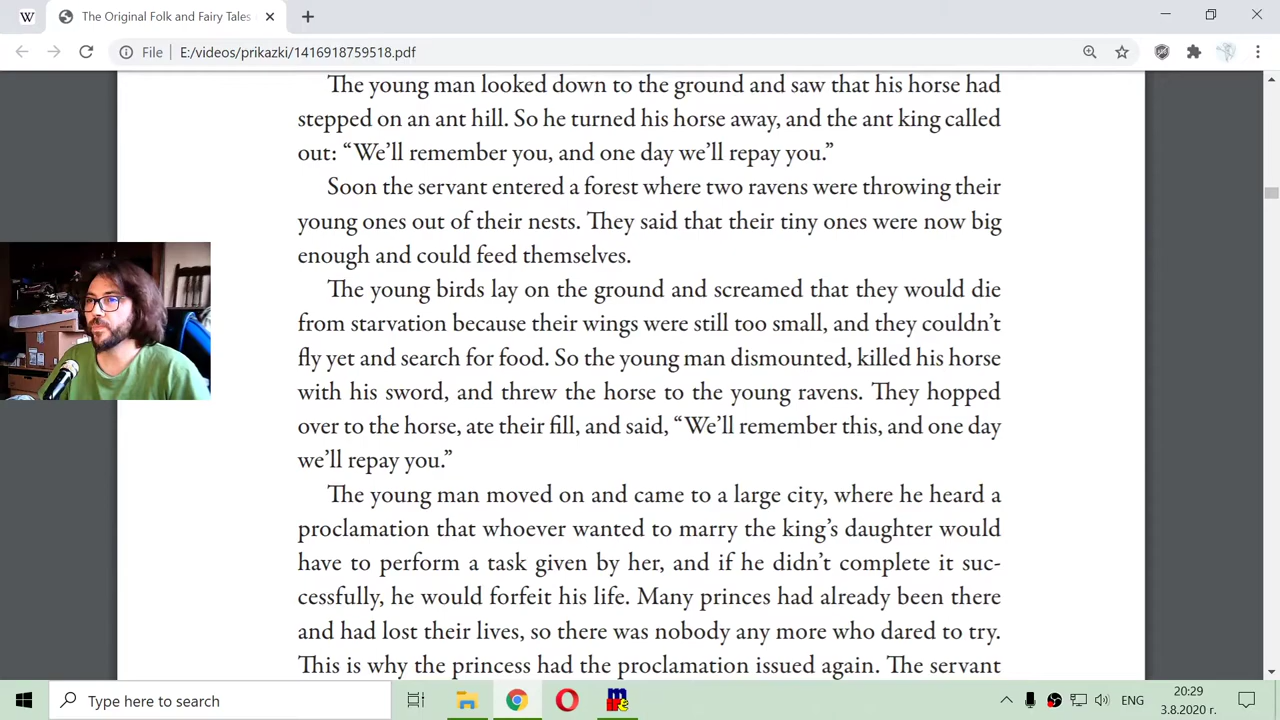 The Original Folk and Fairy Tales
File
E:/videos/prikazki/1416918759518.pdf
The young man looked down to the ground and saw that his horse had
stepped on an ant hill. So he turned his horse away, and the ant king called
out: “We’ll remember you, and one day we’ll repay you.”
Soon the servant entered a forest where two ravens were throwing their
young ones out of their nests. They said that their tiny ones were now big
enough and could feed themselves.
The young birds lay on the ground and screamed that they would die
from starvation because their wings were still too small, and they couldn’t
fly yet and search for food. So the young man dismounted, killed his horse
with his sword, and threw the horse to the young ravens. They hopped
over to the horse, ate their fill, and said, “We’ll remember this, and one day
we’ll repay you.”
The young man moved on and came to a large city, where he heard a
proclamation that whoever wanted to marry the king’s daughter would
have to perform a task given by her, and if he didn’t complete it suc-
cessfully, he would forfeit his life. Many princes had already been there
and had lost their lives, so there was nobody any more who dared to try.
This is why the princess had the proclamation issued again. The servant
Type here to search
ЕНГ
20:29
3.8.2020 г.